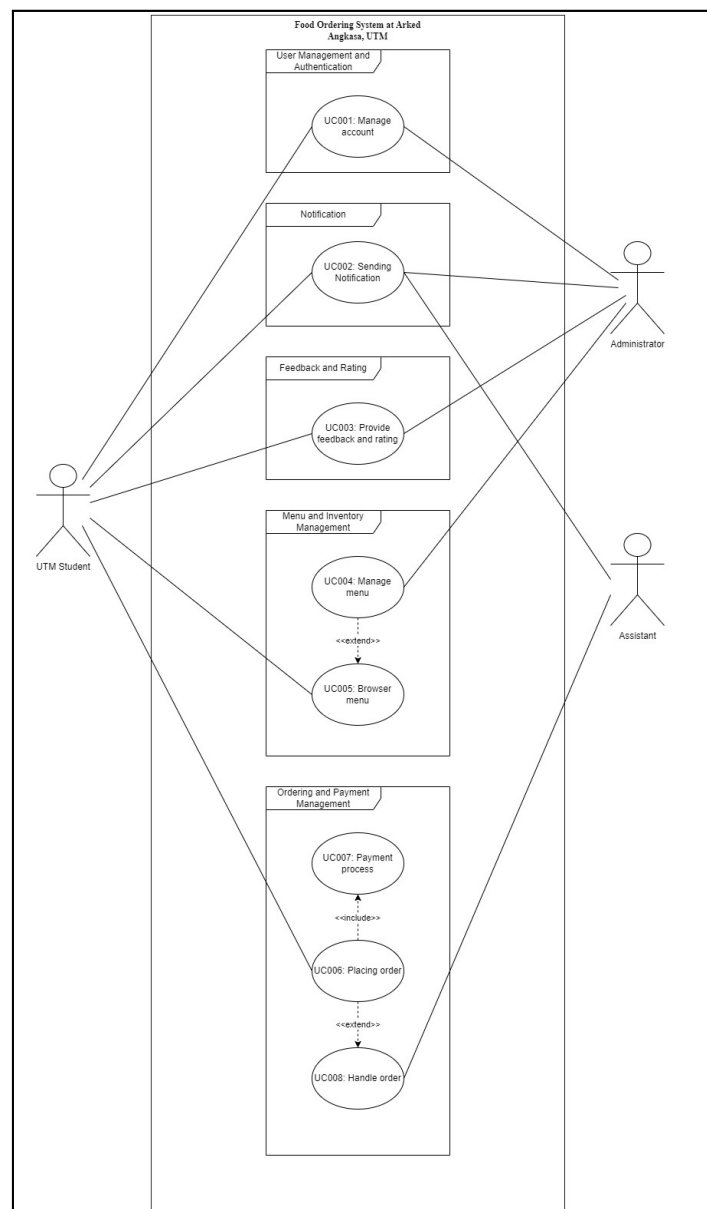 Food Ordering System at Arked
Angkasa, UTM
User Management and
Authentication
UC001: Manage
account
Notification
UC002: Sending
Notification
Administrator
Feedback and Rating
UC003: Provide
feedback and rating
UTM Student
Menu and Inventory
Management
UC004: Manage
menu
<<extend>>
Assistant
UC005: Browser
menu
Ordering and Payment
Management
UC007: Payment
process
<<include>>
UC006: Placing order
<<extend>>
UC008: Handle order